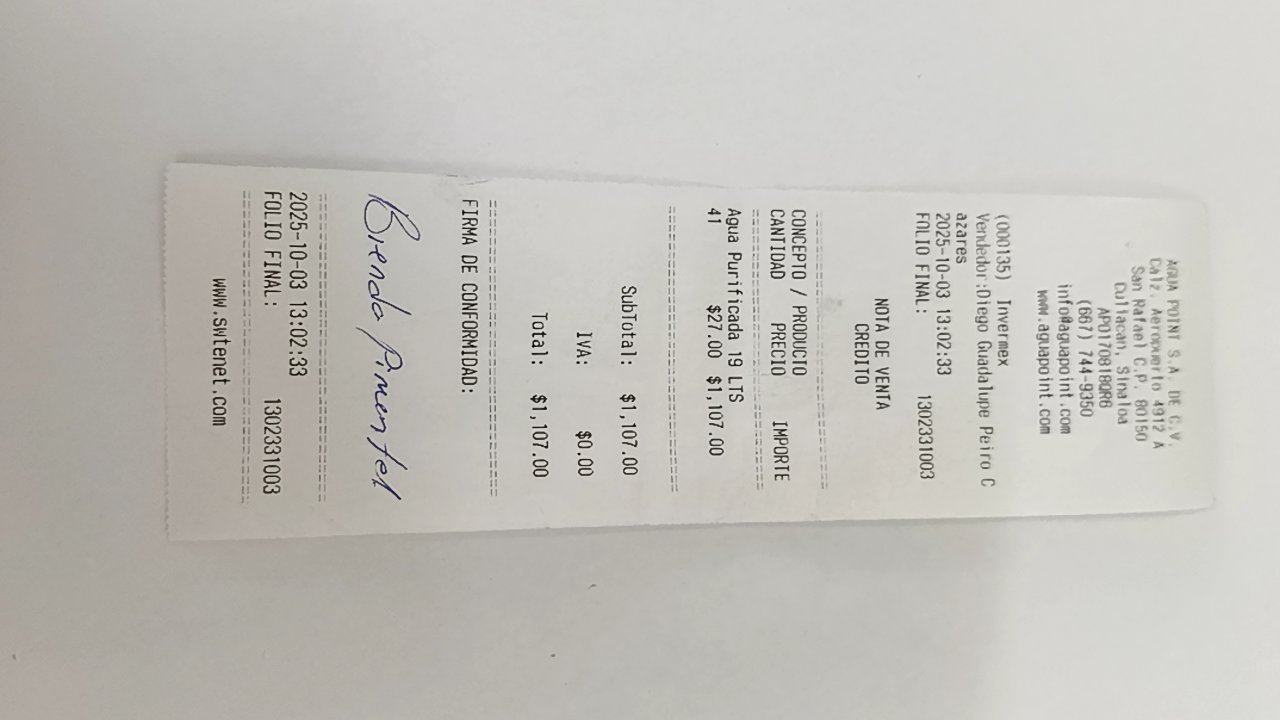 AGUA POINT S.A. DE C.V.
Calz. Aeropuerto 4912 A
San Rafael C.P. 80150
Culiacan, Sinaloa
APO170818QR6
(667) 744-9350
info@aguapoint.com
www.aguapoint.com
(000135) Invermex
Vendedor:Diego Guadalupe Peiro C
azares
2025-10-03 13:02:33
FOLIO FINAL: 1302331003
NOTA DE VENTA
CREDITO
CONCEPTO / PRODUCTO
CANTIDAD PRECIO IMPORTE
Agua Purificada 19 LTS
41 $27.00 $1,107.00
SubTotal: $1,107.00
IVA: $0.00
Total: $1,107.00
FIRMA DE CONFORMIDAD:
Brenda Pimentel
2025-10-03 13:02:33
FOLIO FINAL: 1302331003
www.swtenet.com